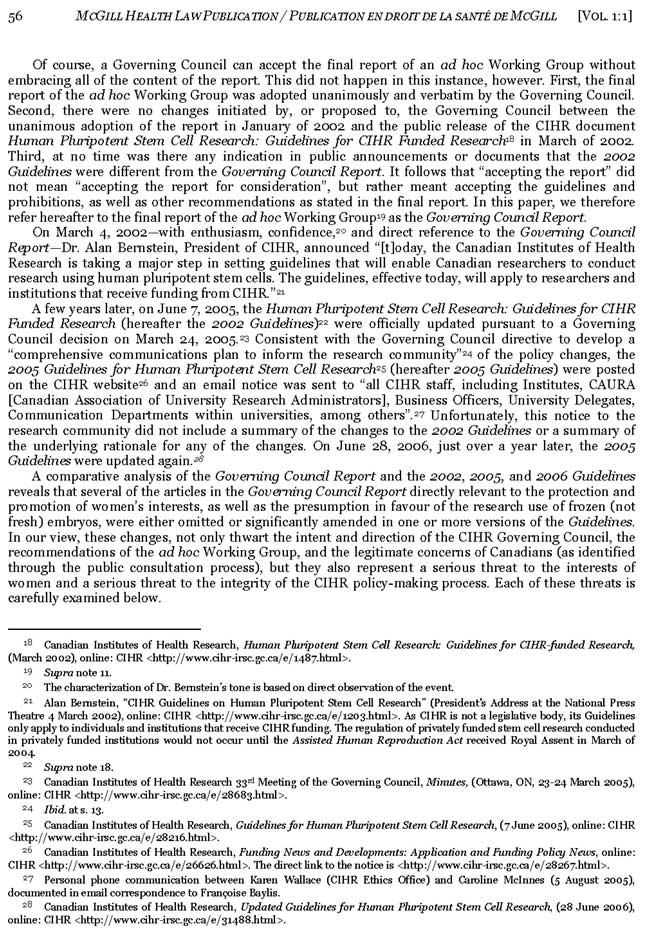 56 MCGILL HEALTH LAW PUBLICATION / PUBLICATION EN DROIT DE LA SANTÉ DE MCGILL [VOL. 1:1]
Of course, a Governing Council can accept the final report of an ad hoc Working Group without
embracing all of the content of the report. This did not happen in this instance, however. First, the final
report of the ad hoc Working Group was adopted unanimously and verbatim by the Governing Council.
Second, there were no changes initiated by, or proposed to, the Governing Council between the
unanimous adoption of the report in January of 2002 and the public release of the CIHR document
Human Pluripotent Stem Cell Research: Guidelines for CIHR Funded Research18 in March of 2002.
Third, at no time was there any indication in public announcements or documents that the 2002
Guidelines were different from the Governing Council Report. It follows that “accepting the report” did
not mean “accepting the report for consideration”, but rather meant accepting the guidelines and
prohibitions, as well as other recommendations as stated in the final report. In this paper, we therefore
refer hereafter to the final report of the ad hoc Working Group19 as the Governing Council Report.
On March 4, 2002—with enthusiasm, confidence,20 and direct reference to the Governing Council
Report—Dr. Alan Bernstein, President of CIHR, announced “[t]oday, the Canadian Institutes of Health
Research is taking a major step in setting guidelines that will enable Canadian researchers to conduct
research using human pluripotent stem cells. The guidelines, effective today, will apply to researchers and
institutions that receive funding from CIHR.”21
A few years later, on June 7, 2005, the Human Pluripotent Stem Cell Research: Guidelines for CIHR
Funded Research (hereafter the 2002 Guidelines)22 were officially updated pursuant to a Governing
Council decision on March 24, 2005.23 Consistent with the Governing Council directive to develop a
“comprehensive communications plan to inform the research community”24 of the policy changes, the
2005 Guidelines for Human Pluripotent Stem Cell Research25 (hereafter 2005 Guidelines) were posted
on the CIHR website26 and an email notice was sent to “all CIHR staff, including Institutes, CAURA
[Canadian Association of University Research Administrators], Business Officers, University Delegates,
Communication Departments within universities, among others”.27 Unfortunately, this notice to the
research community did not include a summary of the changes to the 2002 Guidelines or a summary of
the underlying rationale for any of the changes. On June 28, 2006, just over a year later, the 2005
Guidelines were updated again.28
A comparative analysis of the Governing Council Report and the 2002, 2005, and 2006 Guidelines
reveals that several of the articles in the Governing Council Report directly relevant to the protection and
promotion of women’s interests, as well as the presumption in favour of the research use of frozen (not
fresh) embryos, were either omitted or significantly amended in one or more versions of the Guidelines.
In our view, these changes, not only thwart the intent and direction of the CIHR Governing Council, the
recommendations of the ad hoc Working Group, and the legitimate concerns of Canadians (as identified
through the public consultation process), but they also represent a serious threat to the interests of
women and a serious threat to the integrity of the CIHR policy-making process. Each of these threats is
carefully examined below.
18 Canadian Institutes of Health Research, Human Pluripotent Stem Cell Research: Guidelines for CIHR-funded Research,
(March 2002), online: CIHR <http://www.cihr-irsc.gc.ca/e/1487.html>.
19 Supra note 11.
20 The characterization of Dr. Bernstein’s tone is based on direct observation of the event.
21 Alan Bernstein, “CIHR Guidelines on Human Pluripotent Stem Cell Research” (President’s Address at the National Press
Theatre 4 March 2002), online: CIHR <http://www.cihr-irsc.gc.ca/e/1203.html>. As CIHR is not a legislative body, its Guidelines
only apply to individuals and institutions that receive CIHR funding. The regulation of privately funded stem cell research conducted
in privately funded institutions would not occur until the Assisted Human Reproduction Act received Royal Assent in March of
2004.
22 Supra note 18.
23 Canadian Institutes of Health Research 33rd Meeting of the Governing Council, Minutes, (Ottawa, ON, 23-24 March 2005),
online: CIHR <http://www.cihr-irsc.gc.ca/e/28683.html>.
24 Ibid. at s. 13.
25 Canadian Institutes of Health Research, Guidelines for Human Pluripotent Stem Cell Research, (7 June 2005), online: CIHR
<http://www.cihr-irsc.gc.ca/e/28216.html>.
26 Canadian Institutes of Health Research, Funding News and Developments: Application and Funding Policy News, online:
CIHR <http://www.cihr-irsc.gc.ca/e/26626.html>. The direct link to the notice is <http://www.cihr-irsc.gc.ca/e/28267.html>.
27 Personal phone communication between Karen Wallace (CIHR Ethics Office) and Caroline McInnes (5 August 2005),
documented in email correspondence to Françoise Baylis.
28 Canadian Institutes of Health Research, Updated Guidelines for Human Pluripotent Stem Cell Research, (28 June 2006),
online: CIHR <http://www.cihr-irsc.gc.ca/e/31488.html>.